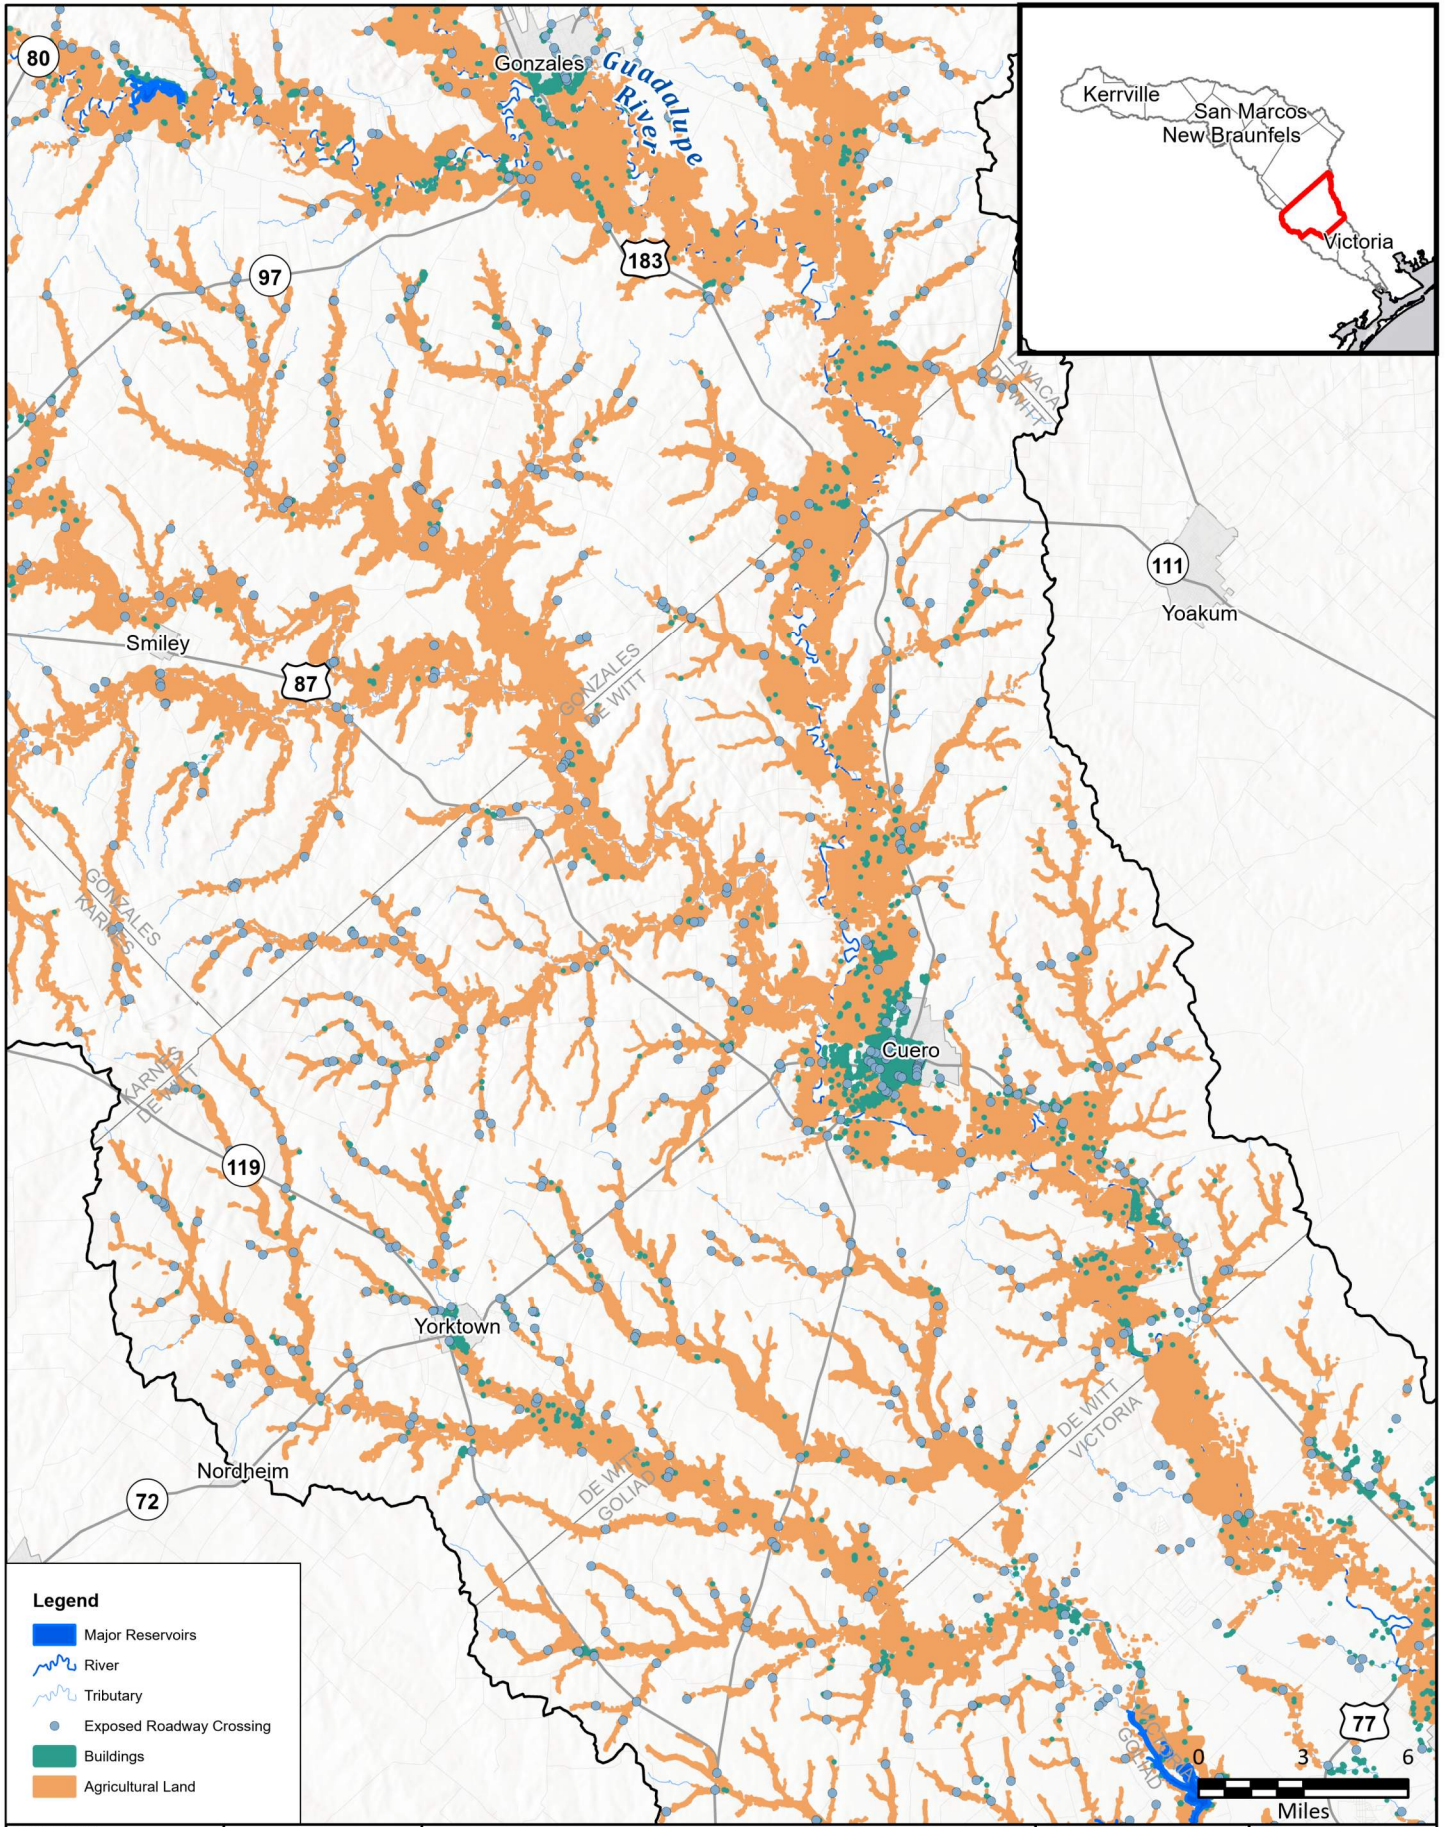 80
Gonzales
Guadalupe
River
Kerrville
San Marcos
New Braunfels
Victoria
97
183
LAVACA
DE WITT
111
Yoakum
Smiley
87
GONZALES
DE WITT
GONZALES
KARNES
Cuero
KARNES
DE WITT
119
Yorktown
DE WITT
VICTORIA
Nordheim
72
DE WITT
GOLIAD
Legend
Major Reservoirs
River
Tributary
Exposed Roadway Crossing
Buildings
Agricultural Land
77
VICTORIA
GOLIAD
0 3 6
Miles